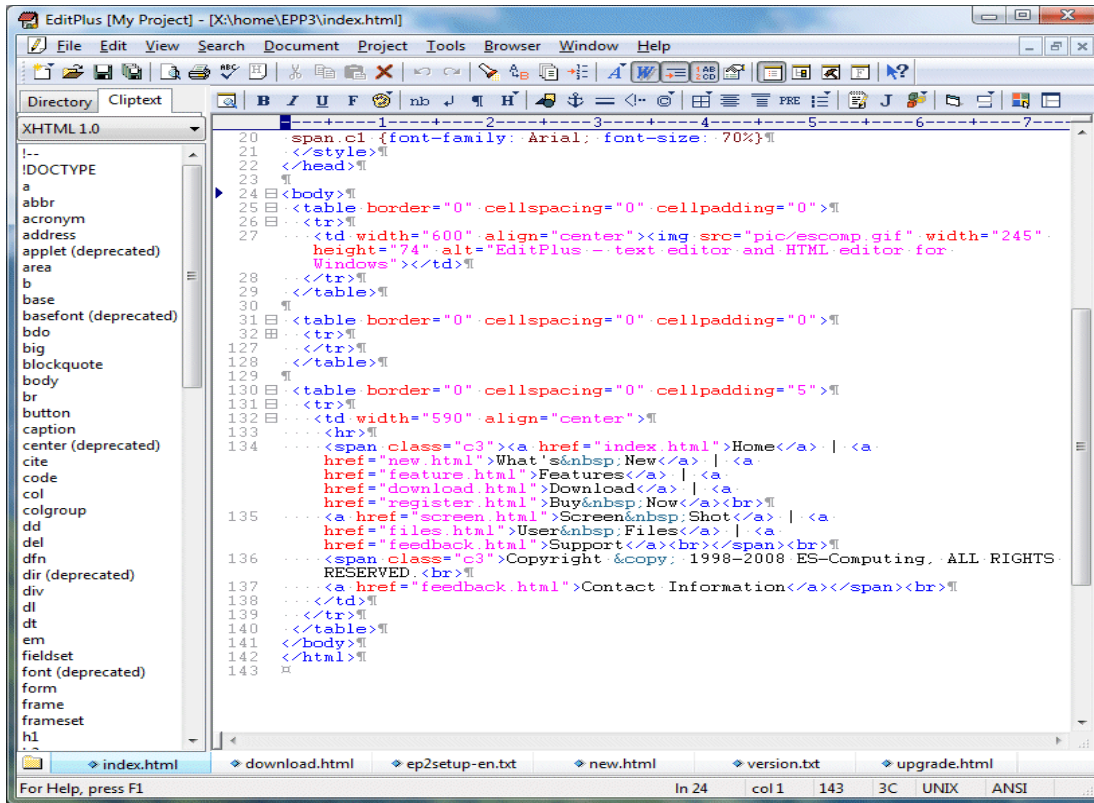 EditPlus [My Project] - [X:\home\EPP3\index.html]
File Edit View Search Document Project Tools Browser Window Help
Directory Cliptext
B I U F nb H PRE J
XHTML 1.0
----+----1----+----2----+----3----+----4----+----5----+----6----+----7----
!--
!DOCTYPE
a
abbr
acronym
address
applet (deprecated)
area
b
base
basefont (deprecated)
bdo
big
blockquote
body
br
button
caption
center (deprecated)
cite
code
col
colgroup
dd
del
dfn
dir (deprecated)
div
dl
dt
em
fieldset
font (deprecated)
form
frame
frameset
h1
20 span.c1 {font-family: Arial; font-size: 70%}¶
21 </style>¶
22 </head>¶
23 ¶
24 <body>¶
25 <table border="0" cellspacing="0" cellpadding="0">¶
26 <tr>¶
27 <td width="600" align="center"><img src="pic/escomp.gif" width="245"
height="74" alt="EditPlus - text editor and HTML editor for
Windows"></td>¶
28 </tr>¶
29 </table>¶
30 ¶
31 <table border="0" cellspacing="0" cellpadding="0">¶
32 <tr>¶
127 </tr>¶
128 </table>¶
129 ¶
130 <table border="0" cellspacing="0" cellpadding="5">¶
131 <tr>¶
132 <td width="590" align="center">¶
133 <hr>¶
134 <span class="c3"><a href="index.html">Home</a> | <a
href="new.html">What's&nbsp;New</a> | <a
href="feature.html">Features</a> | <a
href="download.html">Download</a> | <a
href="register.html">Buy&nbsp;Now</a><br>¶
135 <a href="screen.html">Screen&nbsp;Shot</a> | <a
href="files.html">User&nbsp;Files</a> | <a
href="feedback.html">Support</a><br></span><br>¶
136 <span class="c3">Copyright &copy; 1998-2008 ES-Computing, ALL RIGHTS
RESERVED.<br>¶
137 <a href="feedback.html">Contact Information</a></span><br>¶
138 </td>¶
139 </tr>¶
140 </table>¶
141 </body>¶
142 </html>¶
143 ¤
index.html download.html ep2setup-en.txt new.html version.txt upgrade.html
For Help, press F1 ln 24 col 1 143 3C UNIX ANSI